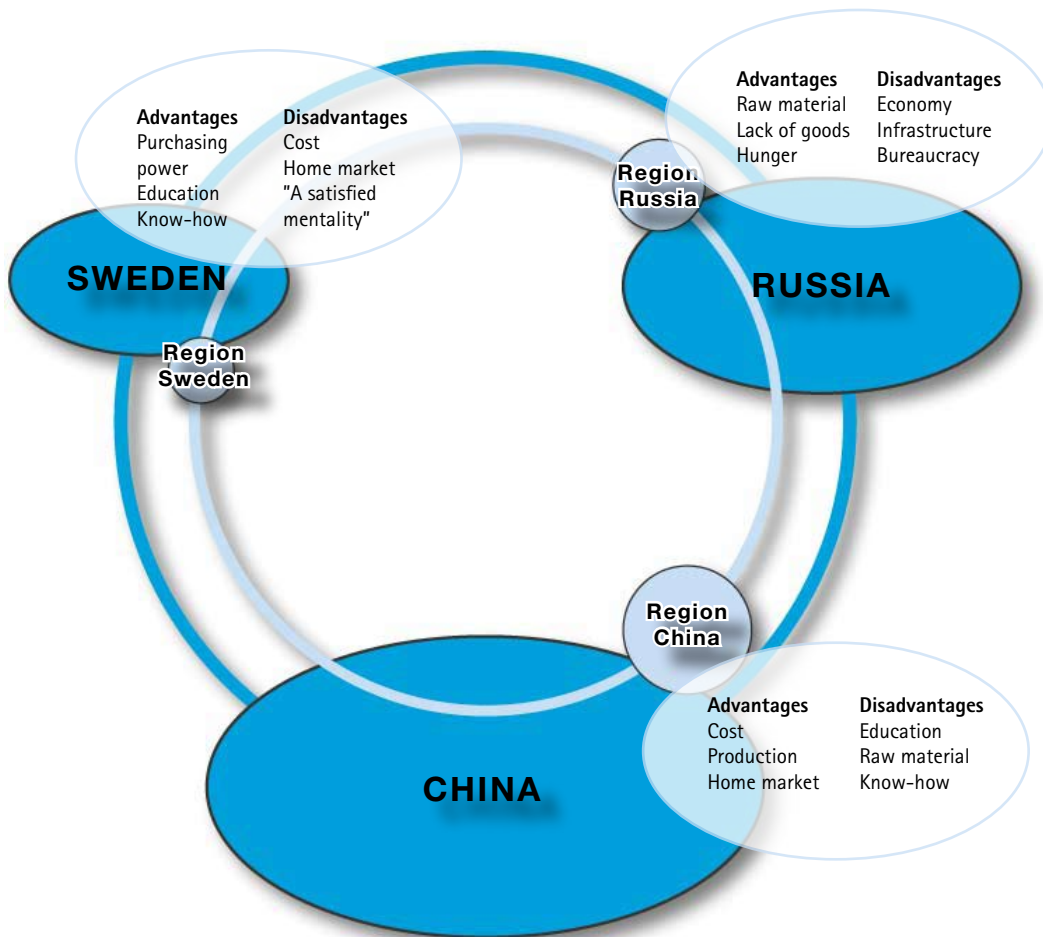 Advantages
Purchasing
power
Education
Know-how
Disadvantages
Cost
Home market
"A satisfied
mentality"
SWEDEN
Region
Sweden
Advantages
Raw material
Lack of goods
Hunger
Disadvantages
Economy
Infrastructure
Bureaucracy
Region
Russia
RUSSIA
Region
China
Advantages
Cost
Production
Home market
Disadvantages
Education
Raw material
Know-how
CHINA